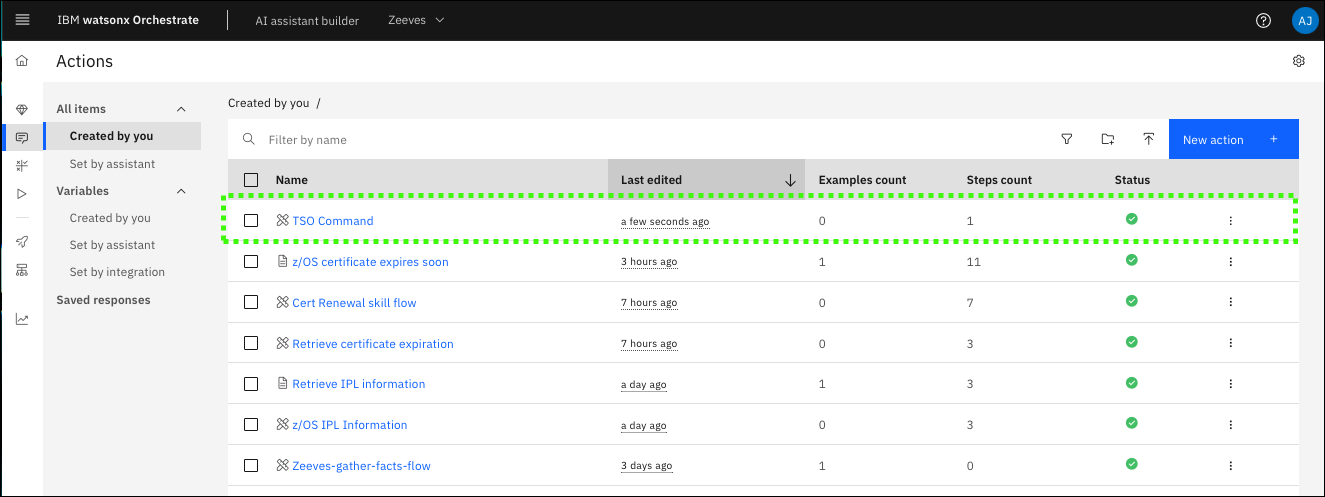 IBM watsonx Orchestrate AI assistant builder Zeeves AJ
Actions
All items
Created by you
Set by assistant
Variables
Created by you
Set by assistant
Set by integration
Saved responses
Created by you /
Filter by name New action +
Name Last edited Examples count Steps count Status
TSO Command a few seconds ago 0 1
z/OS certificate expires soon 3 hours ago 1 11
Cert Renewal skill flow 7 hours ago 0 7
Retrieve certificate expiration 7 hours ago 0 3
Retrieve IPL information a day ago 1 3
z/OS IPL Information a day ago 0 3
Zeeves-gather-facts-flow 3 days ago 1 0